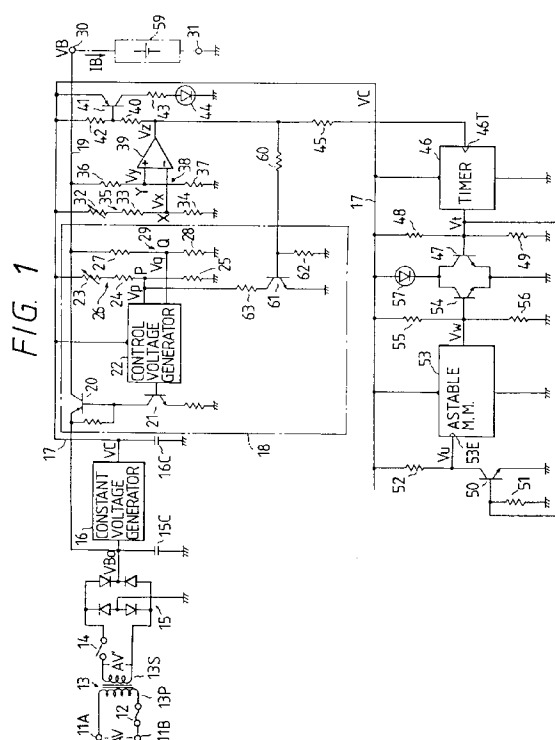 FIG. 1
11A
11B
AV
12
13
13P
13S
AV'
14
15
VBa
15C
CONSTANT
VOLTAGE
GENERATOR
16
VC
16C
17
18
20
21
CONTROL
VOLTAGE
GENERATOR
22
23
26
24
P
Vp
25
27
29
Vq
Q
28
63
61
62
60
19
32
35
33
Vx
X
34
36
Vy
Y
38
37
39
Vz
42
41
40
43
44
45
VB
30
IB
59
31
VC
17
46T
46
TIMER
Vt
48
47
49
57
54
55
Vw
56
53
ASTABLE
M.M.
53E
Vu
52
50
51